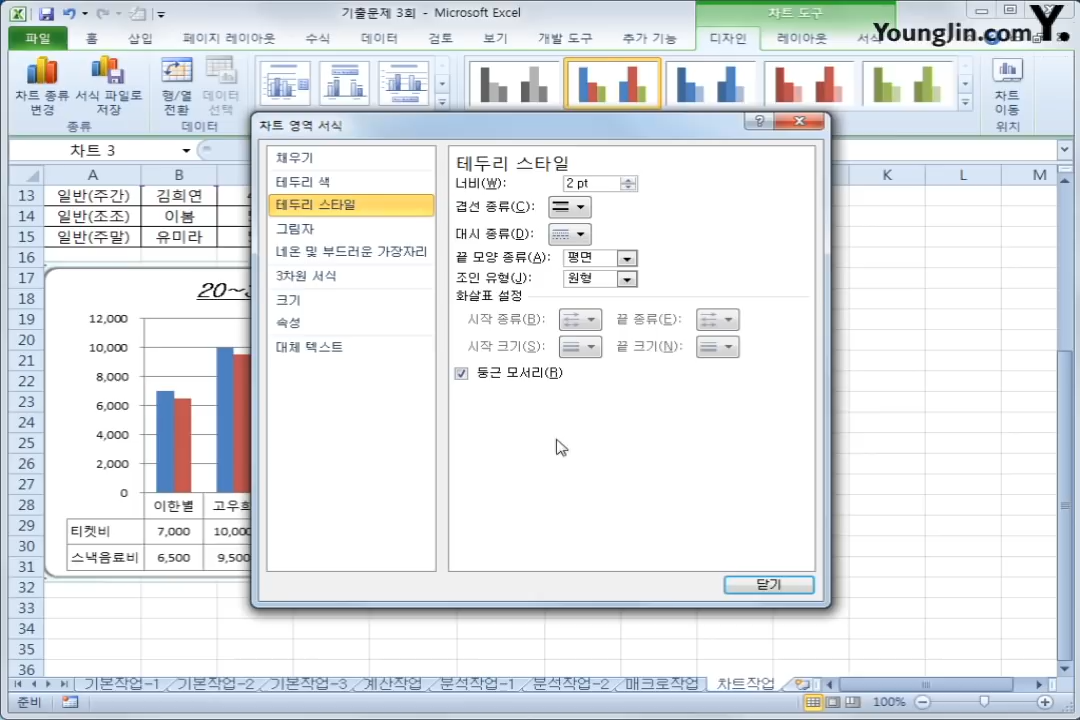 기출문제 3회 - Microsoft Excel
차트 도구
Younglin.com Y.
파일 홈 삽입 페이지 레이아웃 수식 데이터 검토 보기 개발 도구 추가 기능 디자인 레이아웃 서식
차트 종류 변경
서식 파일로 저장
행/열 전환
데이터 선택
차트 이동
종류
데이터
위치
차트 3
차트 영역 서식
A B K L M
13 일반(주간) 김희연
14 일반(조조) 이봄
15 일반(주말) 유미라
16
17
18
19
20
21
22
23
24
25
26
27
28
29
30
31
32
33
34
35
36
20~3
12,000
10,000
8,000
6,000
4,000
2,000
0
이한별 고우희
티켓비 7,000 10,000
스낵음료비 6,500 9,500
채우기
테두리 색
테두리 스타일
그림자
네온 및 부드러운 가장자리
3차원 서식
크기
속성
대체 텍스트
테두리 스타일
너비(W): 2 pt
겹선 종류(C):
대시 종류(D):
끝 모양 종류(A): 평면
조인 유형(J): 원형
화살표 설정
시작 종류(B): 끝 종류(E):
시작 크기(S): 끝 크기(N):
둥근 모서리(R)
닫기
기본작업-1 기본작업-2 기본작업-3 계산작업 분석작업-1 분석작업-2 매크로작업 차트작업
준비
100%